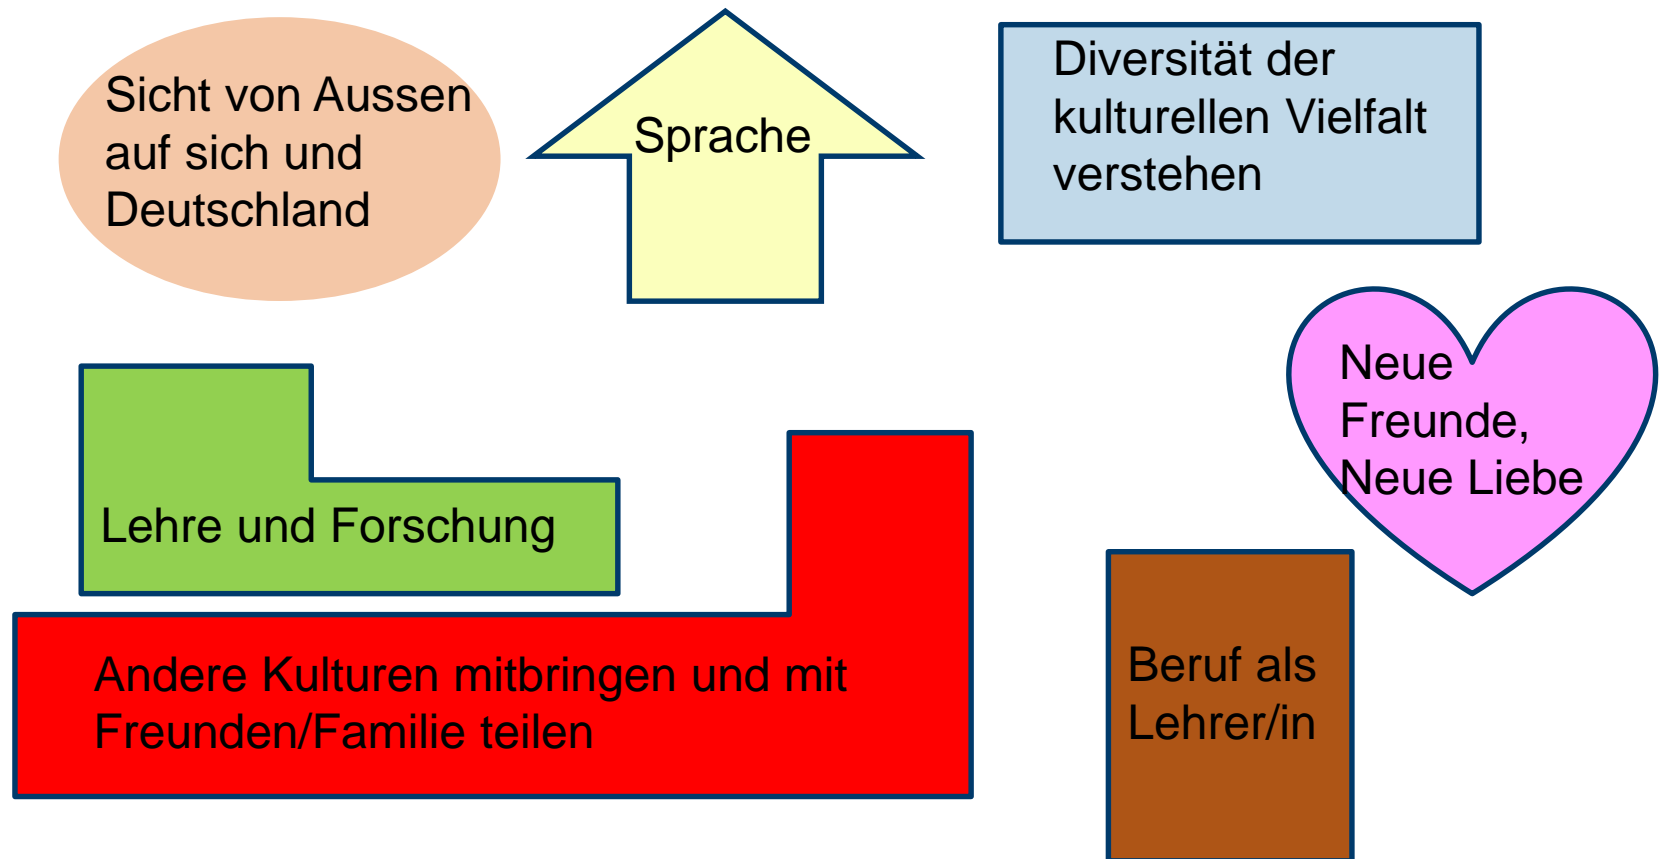 Sicht von Aussen
auf sich und
Deutschland
Sprache
Diversität der
kulturellen Vielfalt
verstehen
Neue
Freunde,
Neue Liebe
Lehre und Forschung
Andere Kulturen mitbringen und mit
Freunden/Familie teilen
Beruf als
Lehrer/in